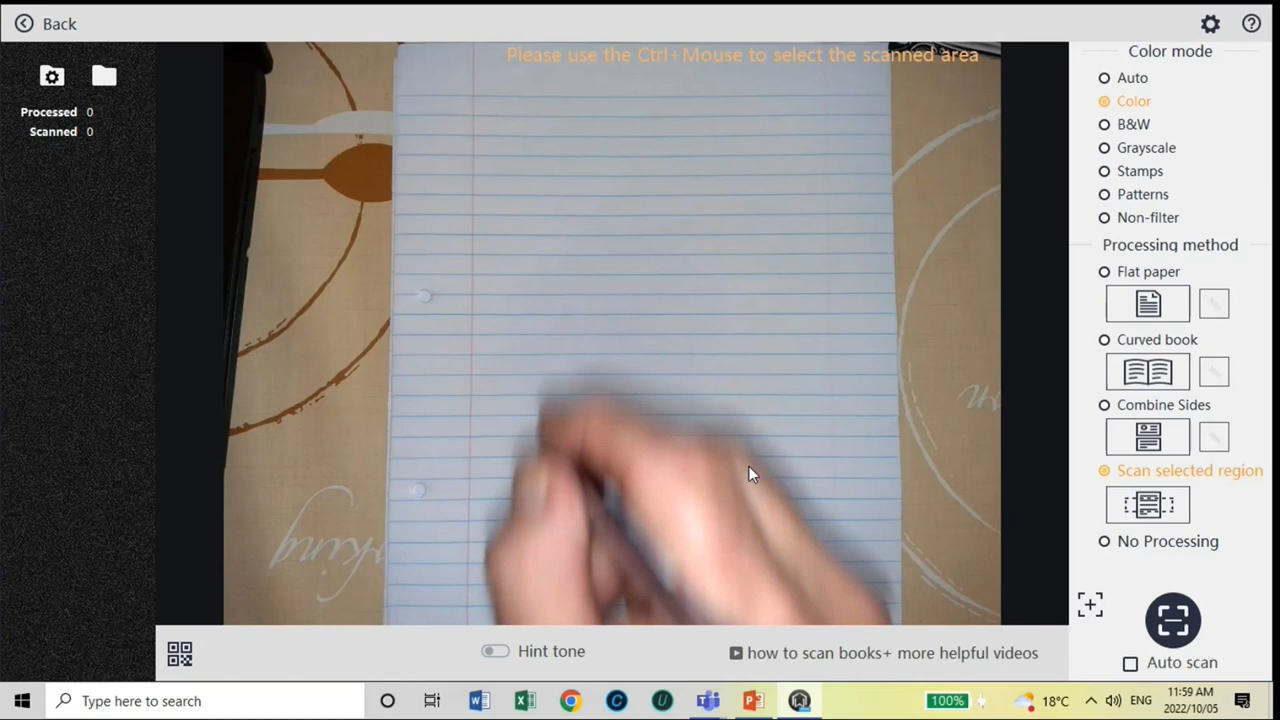 Back
Please use the Ctrl+Mouse to select the scanned area
Processed 0
Scanned 0
Color mode
Auto
Color
B&W
Grayscale
Stamps
Patterns
Non-filter
Processing method
Flat paper
Curved book
Combine Sides
Scan selected region
No Processing
Auto scan
Hint tone
how to scan books+ more helpful videos
Type here to search
100%
18°C
ENG
11:59 AM
2022/10/05